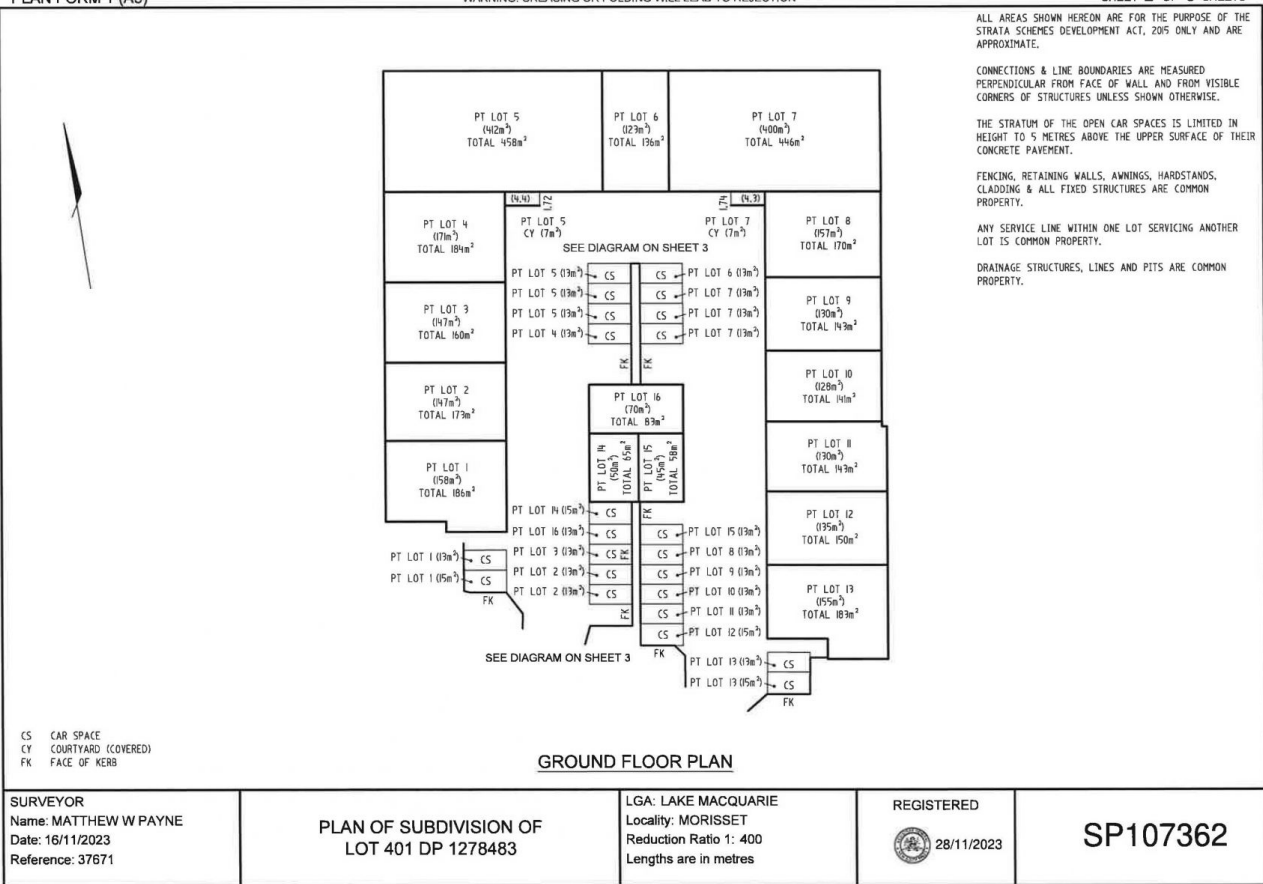 ALL AREAS SHOWN HEREON ARE FOR THE PURPOSE OF THE
STRATA SCHEMES DEVELOPMENT ACT, 2015 ONLY AND ARE
APPROXIMATE.
CONNECTIONS & LINE BOUNDARIES ARE MEASURED
PERPENDICULAR FROM FACE OF WALL AND FROM VISIBLE
CORNERS OF STRUCTURES UNLESS SHOWN OTHERWISE.
THE STRATUM OF THE OPEN CAR SPACES IS LIMITED IN
HEIGHT TO 5 METRES ABOVE THE UPPER SURFACE OF THEIR
CONCRETE PAVEMENT.
FENCING, RETAINING WALLS, AWNINGS, HARDSTANDS,
CLADDING & ALL FIXED STRUCTURES ARE COMMON
PROPERTY.
ANY SERVICE LINE WITHIN ONE LOT SERVICING ANOTHER
LOT IS COMMON PROPERTY.
DRAINAGE STRUCTURES, LINES AND PITS ARE COMMON
PROPERTY.
PT LOT 5
(412m²)
TOTAL 458m²
PT LOT 6
(123m²)
TOTAL 136m²
PT LOT 7
(400m²)
TOTAL 446m²
(4.4)
1.72
1.74
(4.3)
PT LOT 4
(171m²)
TOTAL 184m²
PT LOT 5
CY (7m²)
PT LOT 7
CY (7m²)
PT LOT 8
(157m²)
TOTAL 170m²
SEE DIAGRAM ON SHEET 3
PT LOT 5 (13m²) CS
CS PT LOT 6 (13m²)
PT LOT 5 (13m²) CS
CS PT LOT 7 (13m²)
PT LOT 5 (13m²) CS
CS PT LOT 7 (13m²)
PT LOT 4 (13m²) CS
CS PT LOT 7 (13m²)
PT LOT 3
(147m²)
TOTAL 160m²
PT LOT 9
(130m²)
TOTAL 143m²
FK
FK
PT LOT 2
(147m²)
TOTAL 173m²
PT LOT 16
(70m²)
TOTAL 83m²
PT LOT 10
(128m²)
TOTAL 141m²
PT LOT 1
(158m²)
TOTAL 186m²
PT LOT 14
(50m²)
TOTAL 65m²
PT LOT 15
(45m²)
TOTAL 58m²
PT LOT 11
(130m²)
TOTAL 143m²
PT LOT 14 (15m²) CS
FK
PT LOT 16 (13m²) CS
CS PT LOT 15 (13m²)
PT LOT 3 (13m²) CS FK
CS PT LOT 8 (13m²)
PT LOT 2 (13m²) CS
CS PT LOT 9 (13m²)
PT LOT 2 (13m²) CS
CS PT LOT 10 (13m²)
FK
CS PT LOT 11 (13m²)
CS PT LOT 12 (15m²)
FK
PT LOT 12
(135m²)
TOTAL 150m²
PT LOT 1 (13m²) CS
PT LOT 1 (15m²) CS
FK
PT LOT 13
(155m²)
TOTAL 183m²
SEE DIAGRAM ON SHEET 3
PT LOT 13 (13m²) CS
PT LOT 13 (15m²) CS
FK
CS CAR SPACE
CY COURTYARD (COVERED)
FK FACE OF KERB
GROUND FLOOR PLAN
SURVEYOR
Name: MATTHEW W PAYNE
Date: 16/11/2023
Reference: 37671
PLAN OF SUBDIVISION OF
LOT 401 DP 1278483
LGA: LAKE MACQUARIE
Locality: MORISSET
Reduction Ratio 1: 400
Lengths are in metres
REGISTERED
28/11/2023
SP107362